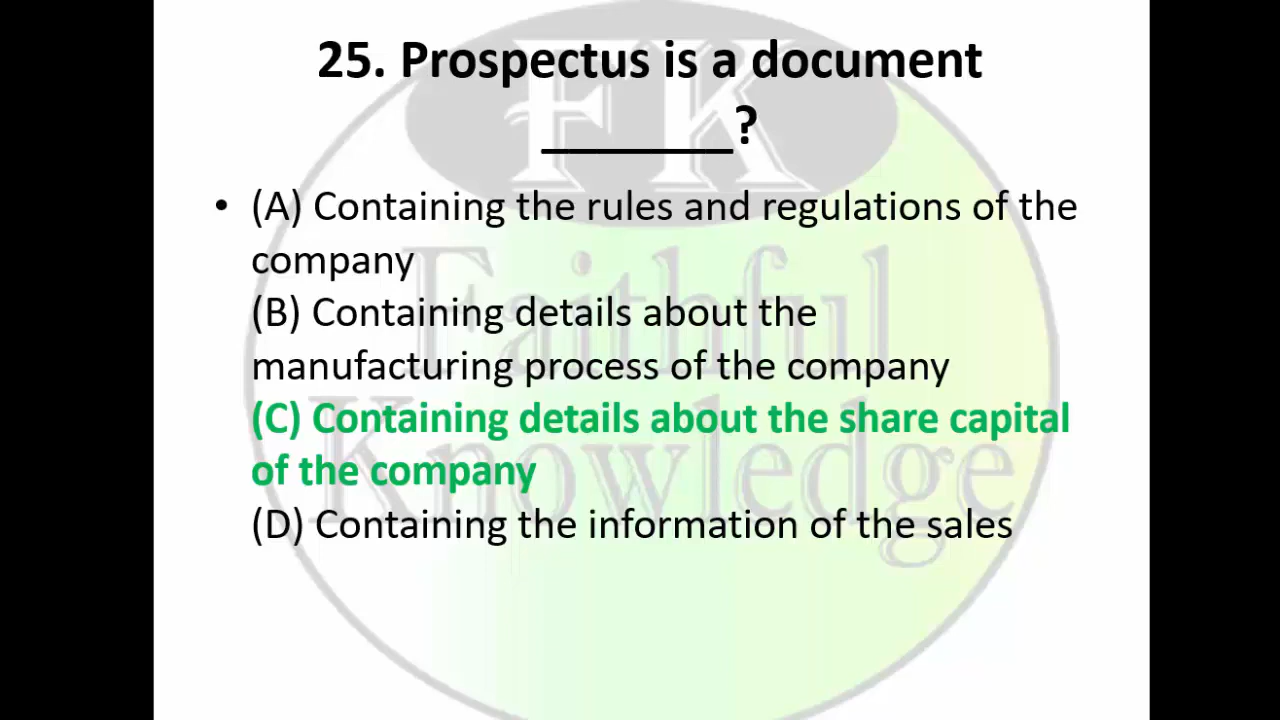 25. Prospectus is a document
________?
• (A) Containing the rules and regulations of the
company
(B) Containing details about the
manufacturing process of the company
(C) Containing details about the share capital
of the company
(D) Containing the information of the sales
FK
Faithful
Knowledge